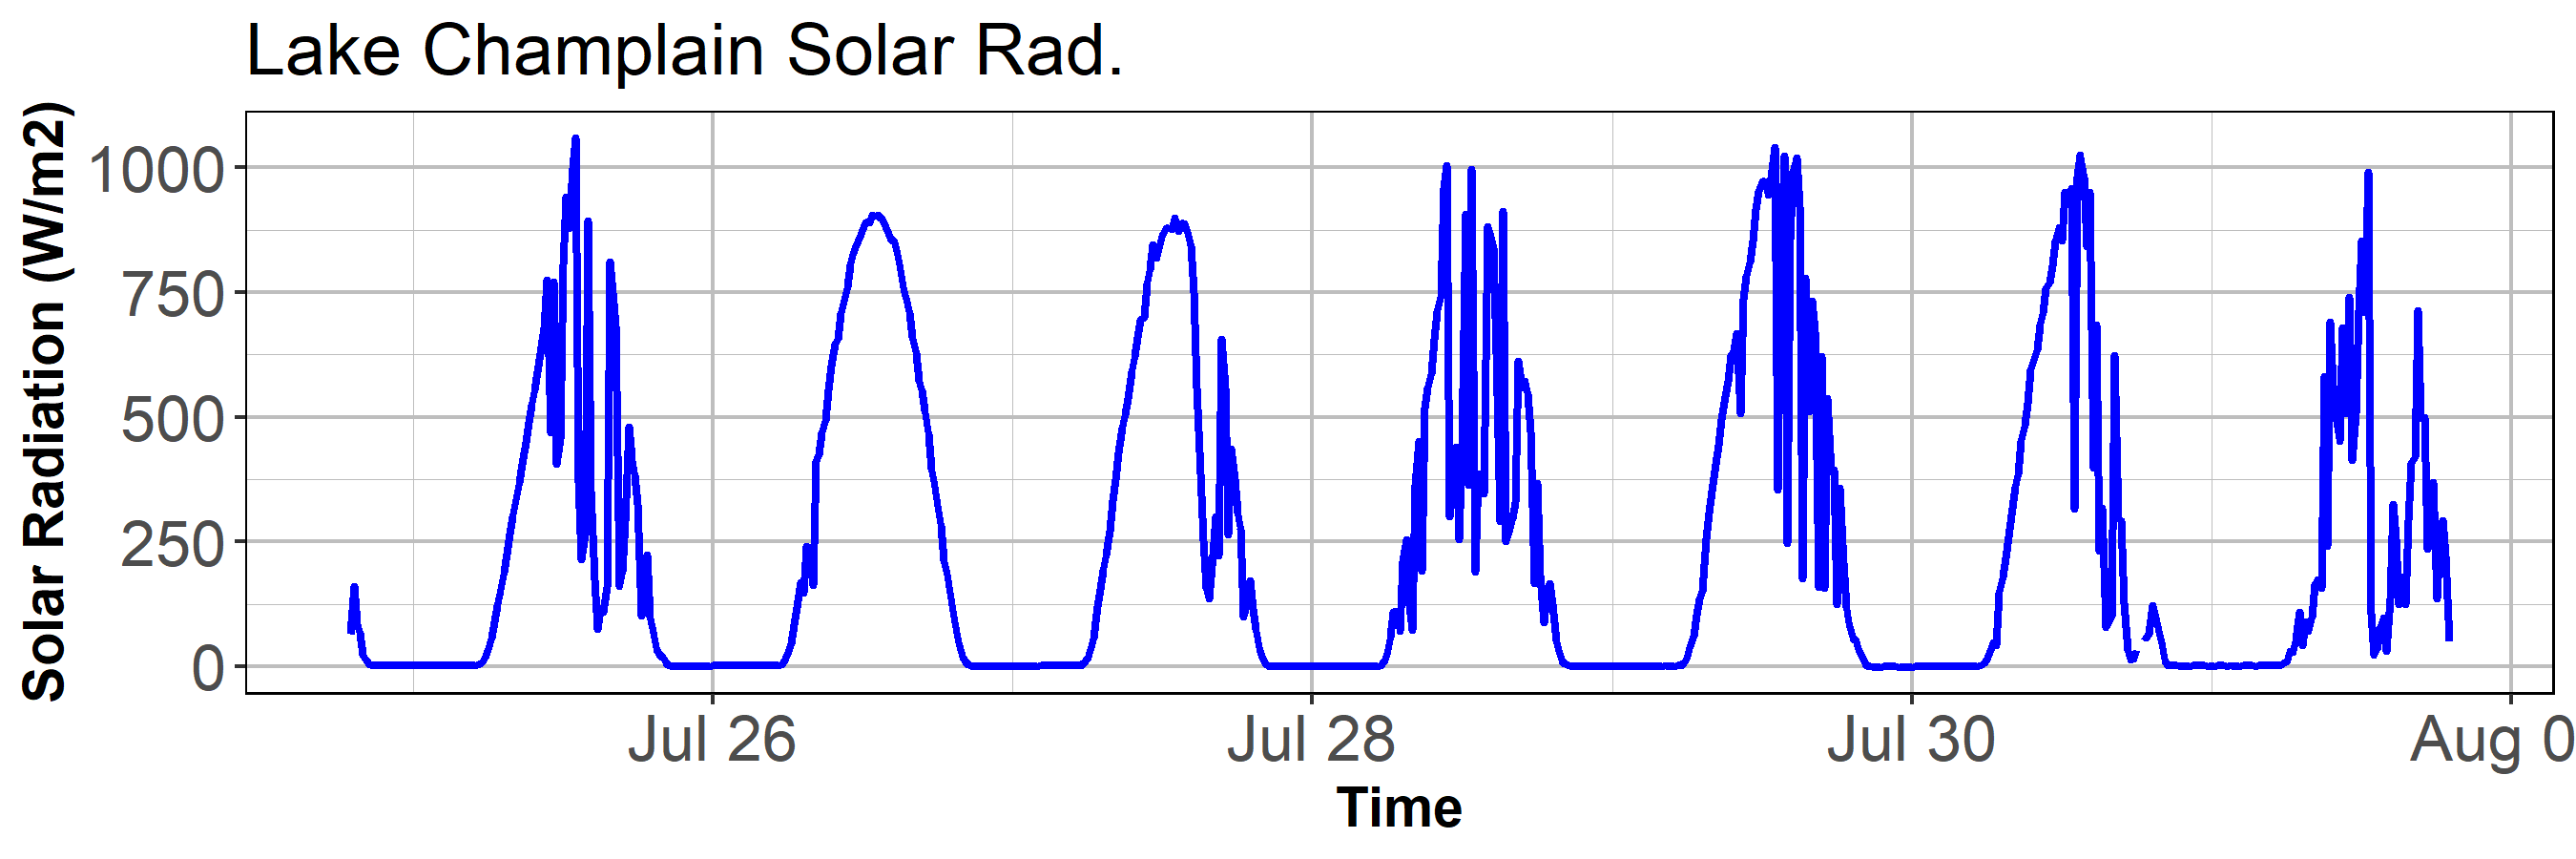 Lake Champlain Solar Rad.
Solar Radiation (W/m2)
1000
750
500
250
0
Jul 26 Jul 28 Jul 30 Aug 0
Time